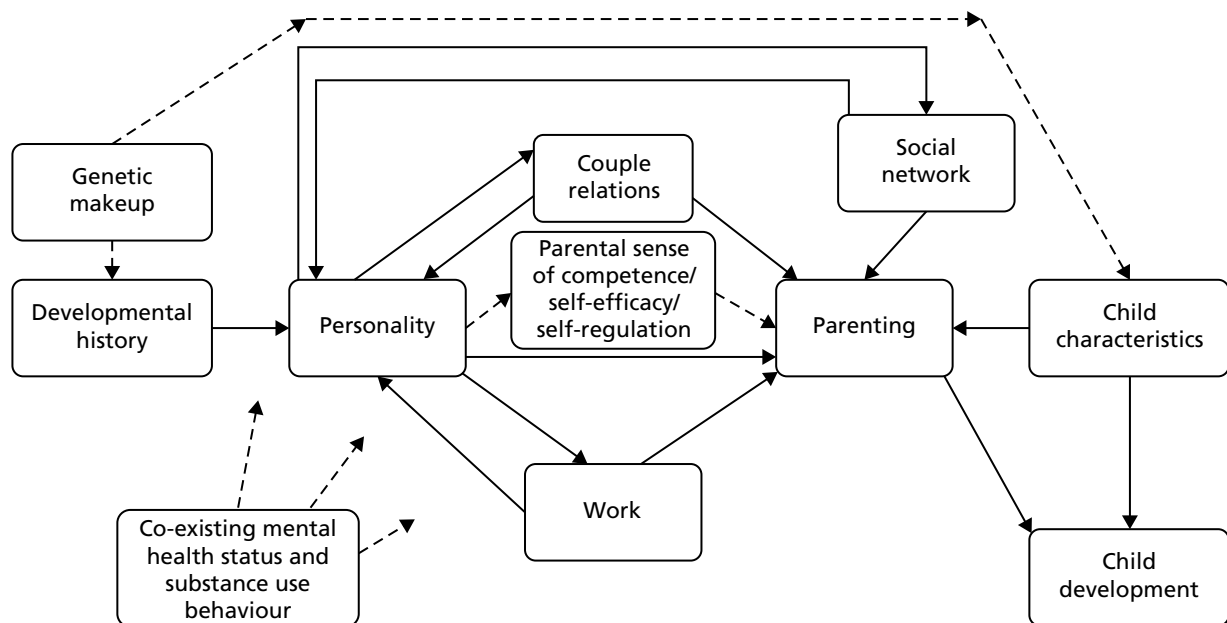 Genetic
makeup
Couple
relations
Social
network
Developmental
history
Personality
Parental sense
of competence/
self-efficacy/
self-regulation
Parenting
Child
characteristics
Co-existing mental
health status and
substance use
behaviour
Work
Child
development